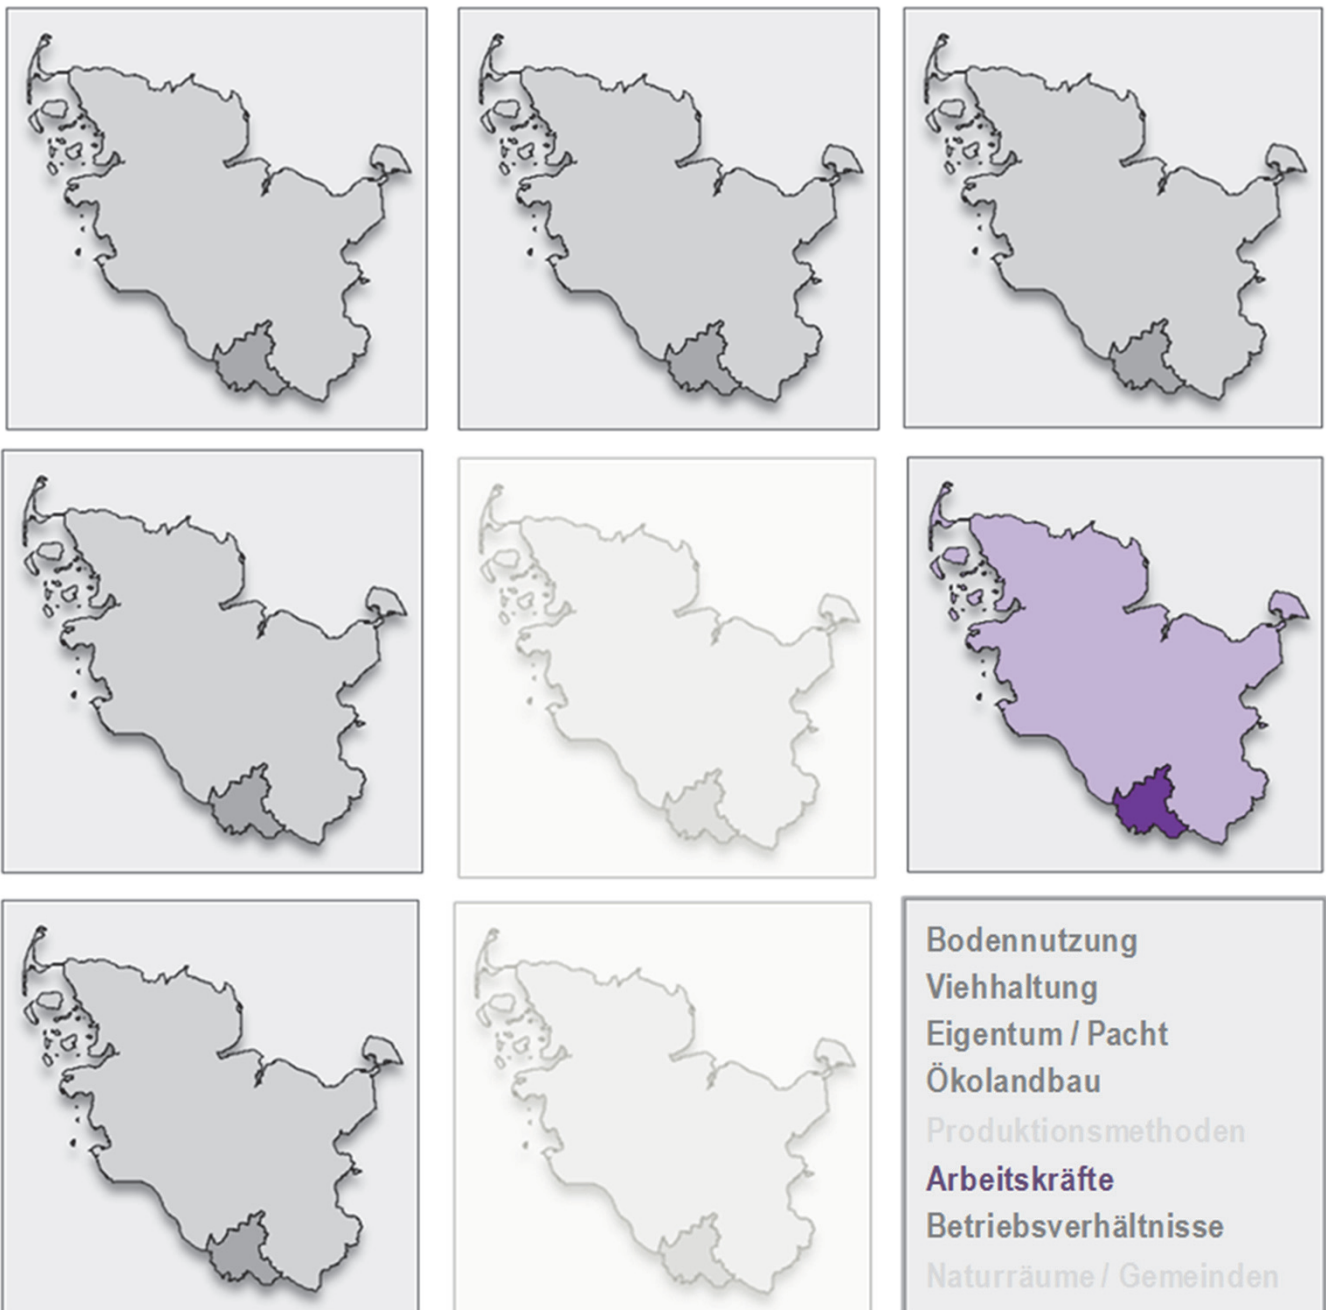 Bodennutzung
Viehhaltung
Eigentum / Pacht
Ökolandbau
Produktionsmethoden
Arbeitskräfte
Betriebsverhältnisse
Naturräume / Gemeinden